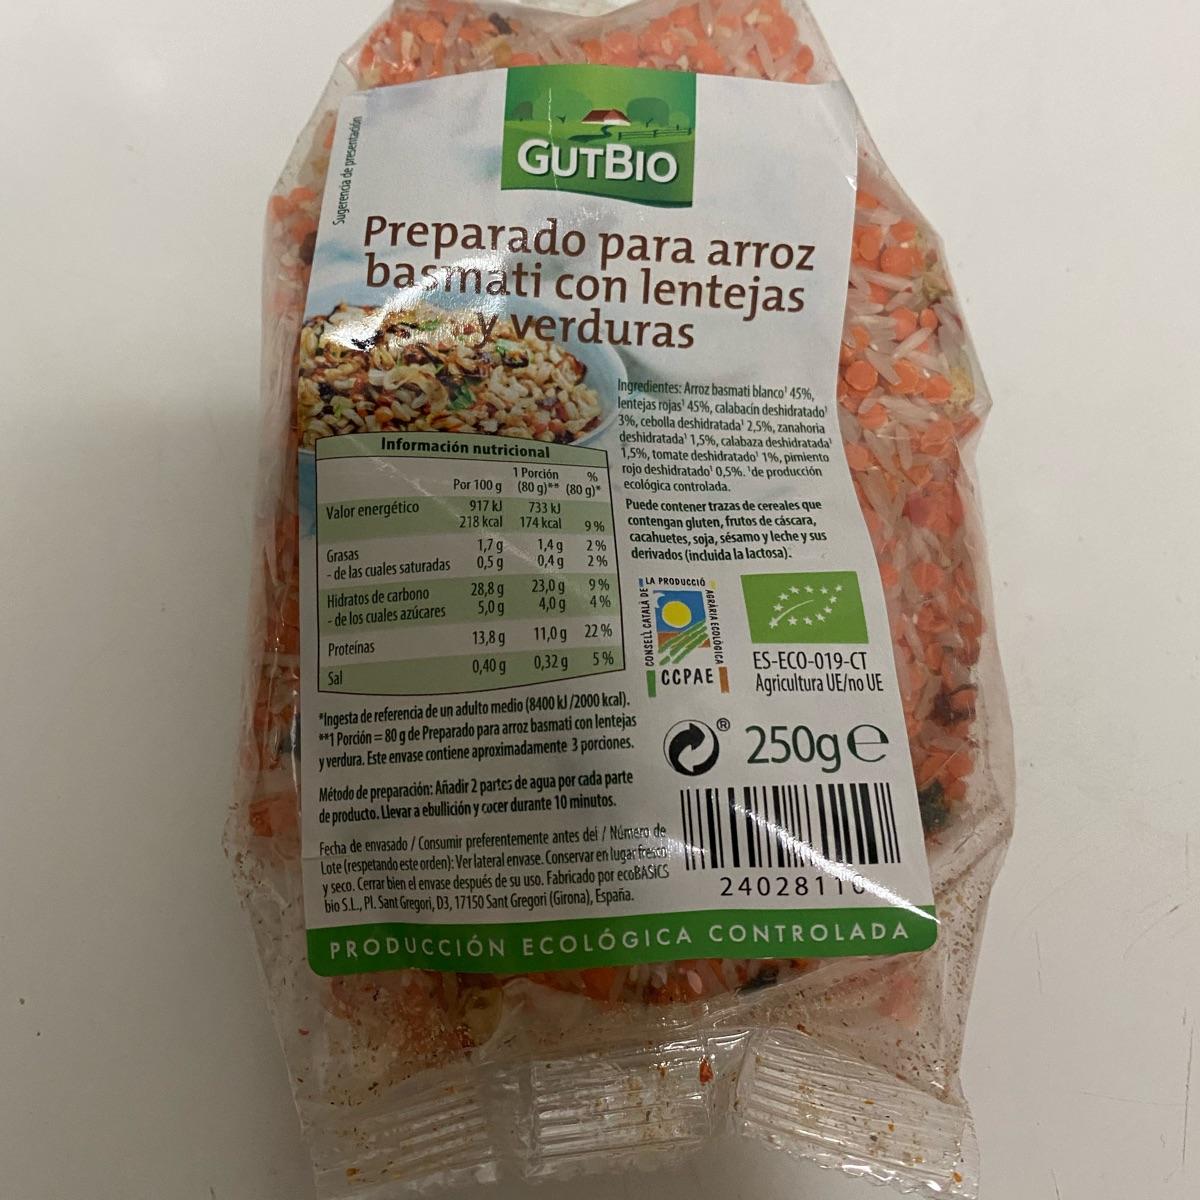 Sugerencia de presentación
GUTBIO
Preparado para arroz
basmati con lentejas
y verduras
Ingredientes: Arroz basmati blanco¹ 45%,
lentejas rojas¹ 45%, calabacín deshidratado¹
3%, cebolla deshidratada¹ 2,5%, zanahoria
deshidratada¹ 1,5%, calabaza deshidratada¹
1,5%, tomate deshidratado¹ 1%, pimiento
rojo deshidratado¹ 0,5%. ¹de producción
ecológica controlada.
Puede contener trazas de cereales que
contengan gluten, frutos de cáscara,
cacahuetes, soja, sésamo y leche y sus
derivados (incluida la lactosa).
Información nutricional
Por 100 g 1 Porción (80 g)** % (80 g)*
Valor energético 917 kJ 733 kJ
218 kcal 174 kcal 9%
Grasas 1,7 g 1,4 g 2%
- de las cuales saturadas 0,5 g 0,4 g 2%
Hidratos de carbono 28,8 g 23,0 g 9%
- de los cuales azúcares 5,0 g 4,0 g 4%
Proteínas 13,8 g 11,0 g 22%
Sal 0,40 g 0,32 g 5%
*Ingesta de referencia de un adulto medio (8400 kJ/2000 kcal).
**1 Porción = 80 g de Preparado para arroz basmati con lentejas
y verdura. Este envase contiene aproximadamente 3 porciones.
Método de preparación: Añadir 2 partes de agua por cada parte
de producto. Llevar a ebullición y cocer durante 10 minutos.
Fecha de envasado / Consumir preferentemente antes del / Número de
Lote (respetando este orden): Ver lateral envase. Conservar en lugar fresco
y seco. Cerrar bien el envase después de su uso. Fabricado por ecoBASICS
bio S.L., Pl. Sant Gregori, D3, 17150 Sant Gregori (Girona), España.
CONSELL CATALÀ DE LA PRODUCCIÓ AGRÀRIA ECOLÒGICA
CCPAE
ES-ECO-019-CT
Agricultura UE/no UE
® 250g e
2402811
PRODUCCIÓN ECOLÓGICA CONTROLADA